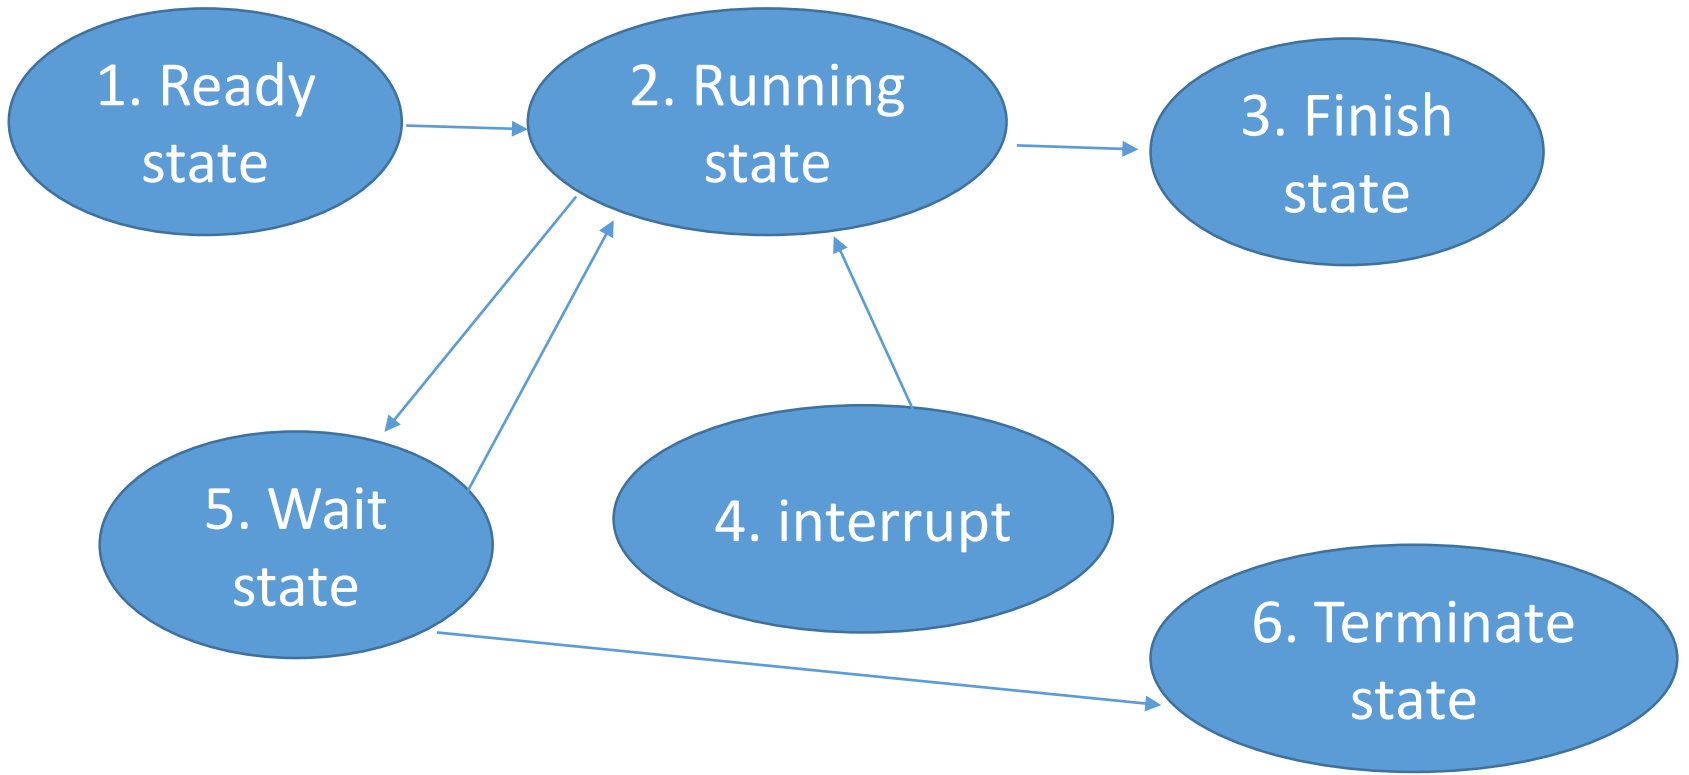 1. Ready
state
2. Running
state
3. Finish
state
5. Wait
state
4. interrupt
6. Terminate
state